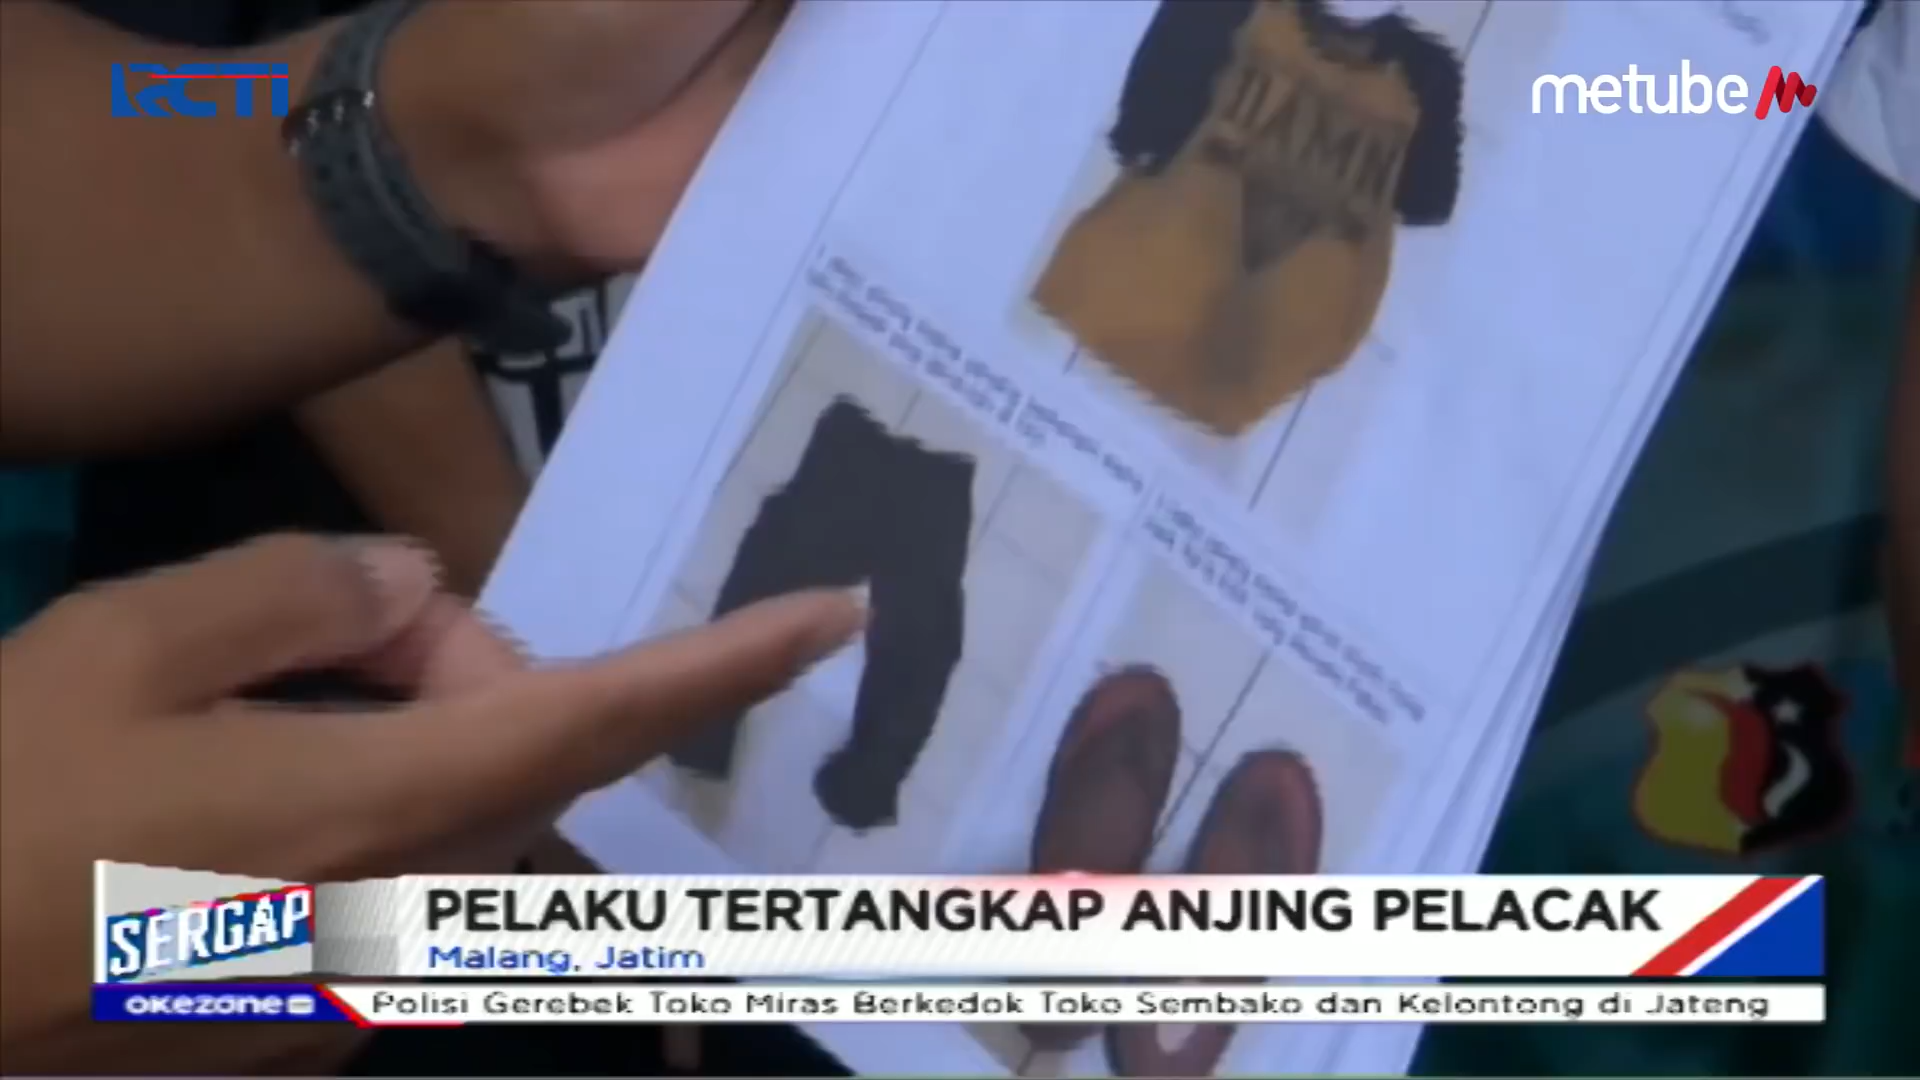 RCTI
metube
DAMN
SERGAP
PELAKU TERTANGKAP ANJING PELACAK
Malang, Jatim
okezone
Polisi Gerebek Toko Miras Berkedok Toko Sembako dan Kelontong di Jateng